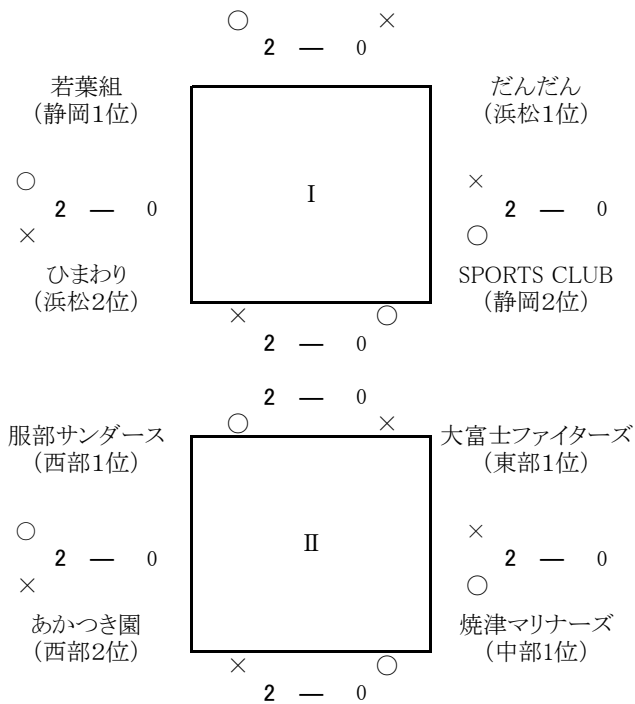 ○ ×
2 ― 0
若葉組 だんだん
(静岡1位) (浜松1位)
○ ×
2 ― 0 Ⅰ 2 ― 0
× ○
ひまわり SPORTS CLUB
(浜松2位) (静岡2位)
× ○
2 ― 0
2 ― 0
○ ×
服部サンダース 大富士ファイターズ
(西部1位) (東部1位)
○ ×
2 ― 0 Ⅱ 2 ― 0
× ○
あかつき園 焼津マリナーズ
(西部2位) (中部1位)
× ○
2 ― 0